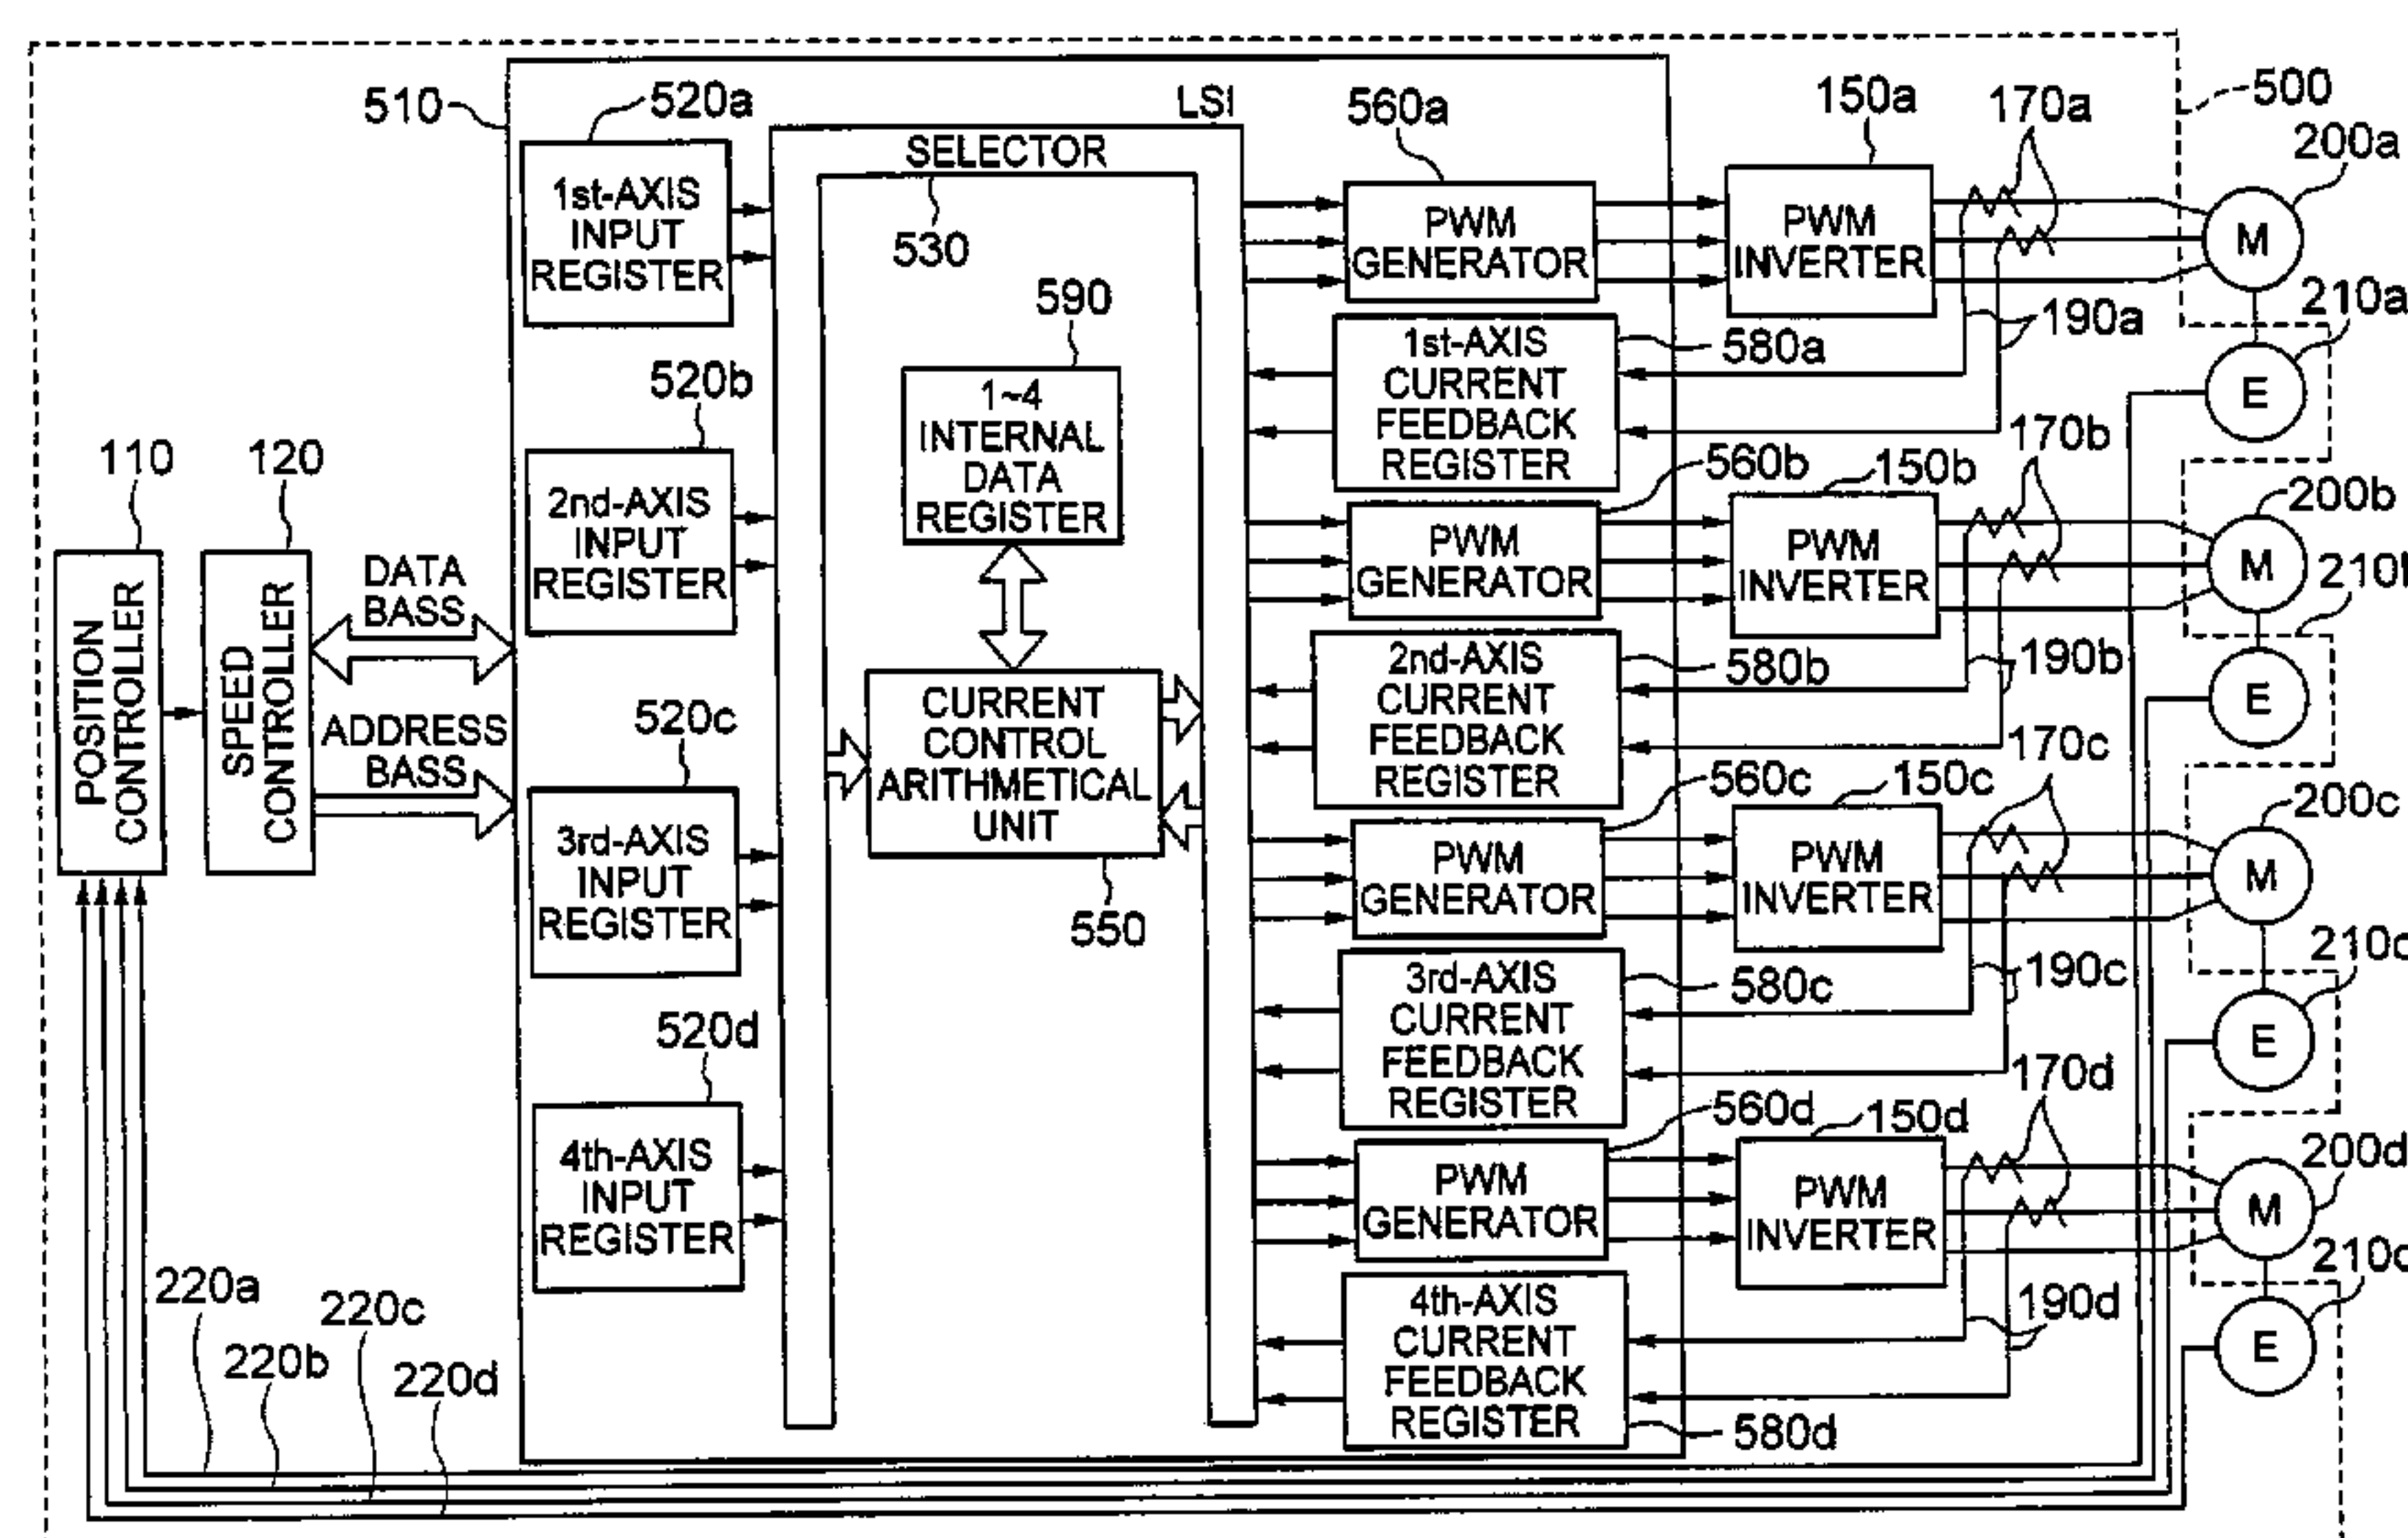 510
520a
1st-AXIS
INPUT
REGISTER
520b
2nd-AXIS
INPUT
REGISTER
520c
3rd-AXIS
INPUT
REGISTER
520d
4th-AXIS
INPUT
REGISTER
110
POSITION
CONTROLLER
120
SPEED
CONTROLLER
DATA
BASS
ADDRESS
BASS
LSI
SELECTOR
530
590
1~4
INTERNAL
DATA
REGISTER
CURRENT
CONTROL
ARITHMETICAL
UNIT
550
560a
PWM
GENERATOR
150a
PWM
INVERTER
170a
500
200a
M
210a
E
190a
1st-AXIS
CURRENT
FEEDBACK
REGISTER
580a
560b
PWM
GENERATOR
150b
PWM
INVERTER
170b
200b
M
210
E
190b
2nd-AXIS
CURRENT
FEEDBACK
REGISTER
580b
560c
PWM
GENERATOR
150c
PWM
INVERTER
170c
200c
M
210c
E
190c
3rd-AXIS
CURRENT
FEEDBACK
REGISTER
580c
560d
PWM
GENERATOR
150d
PWM
INVERTER
170d
200d
M
210
E
190d
4th-AXIS
CURRENT
FEEDBACK
REGISTER
580d
220a
220b
220c
220d